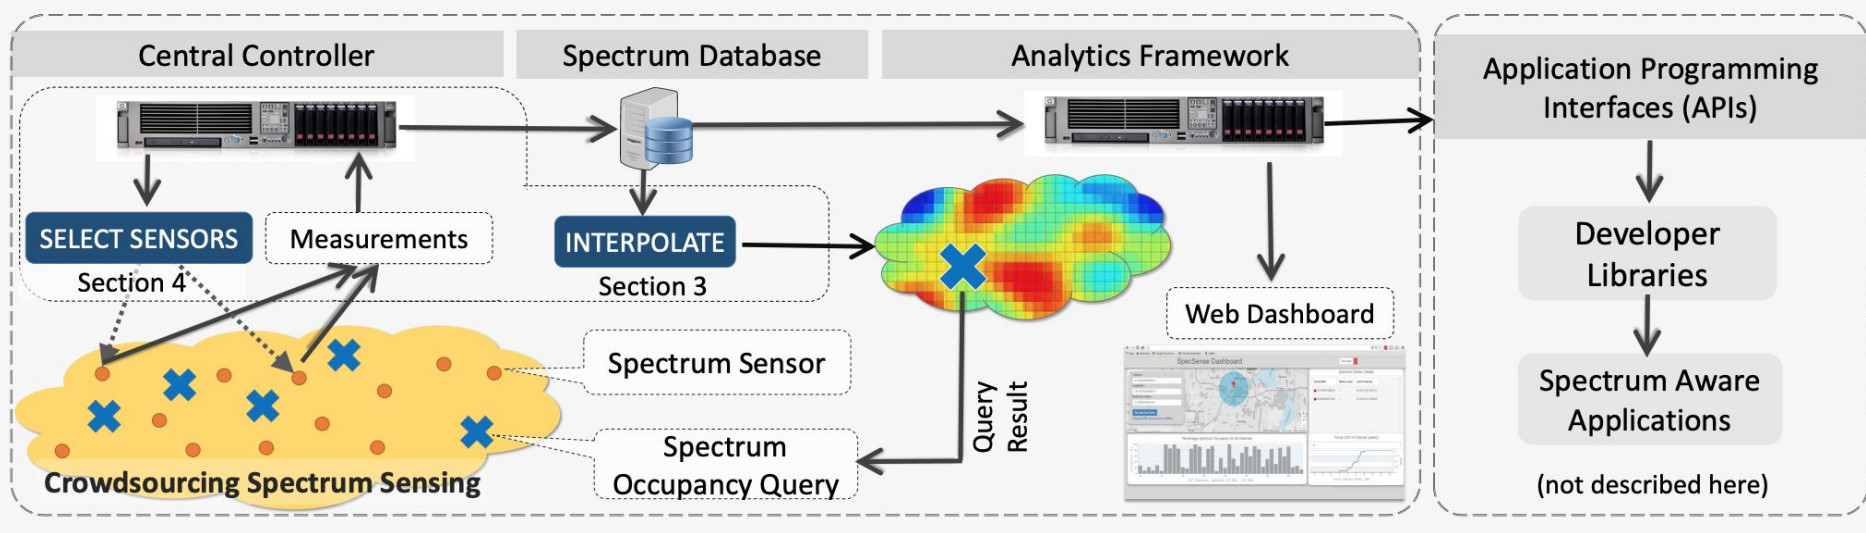 Central Controller
Spectrum Database
Analytics Framework
Application Programming
Interfaces (APIs)
SELECT SENSORS
Section 4
Measurements
INTERPOLATE
Section 3
Developer
Libraries
Web Dashboard
Spectrum Sensor
Query
Result
SpecSense Dashboard
Spectrum Aware
Applications
Spectrum
Occupancy Query
Crowdsourcing Spectrum Sensing
(not described here)